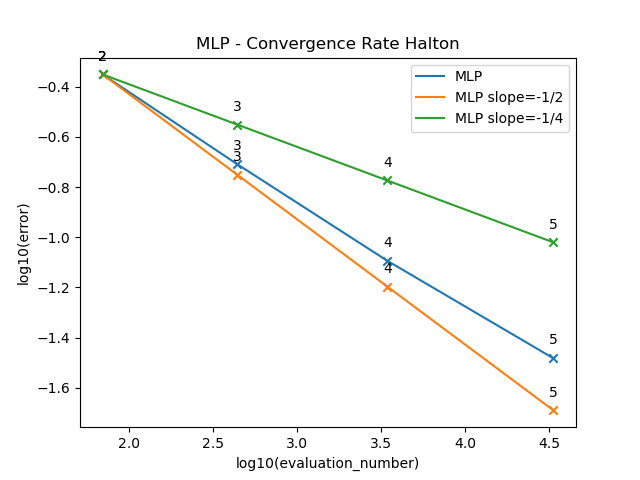 MLP - Convergence Rate Halton
2
2
2
3
3
3
4
4
4
5
5
5
MLP
MLP slope=-1/2
MLP slope=-1/4
−0.4
−0.6
−0.8
−1.0
−1.2
−1.4
−1.6
log10(error)
2.0 2.5 3.0 3.5 4.0 4.5
log10(evaluation_number)